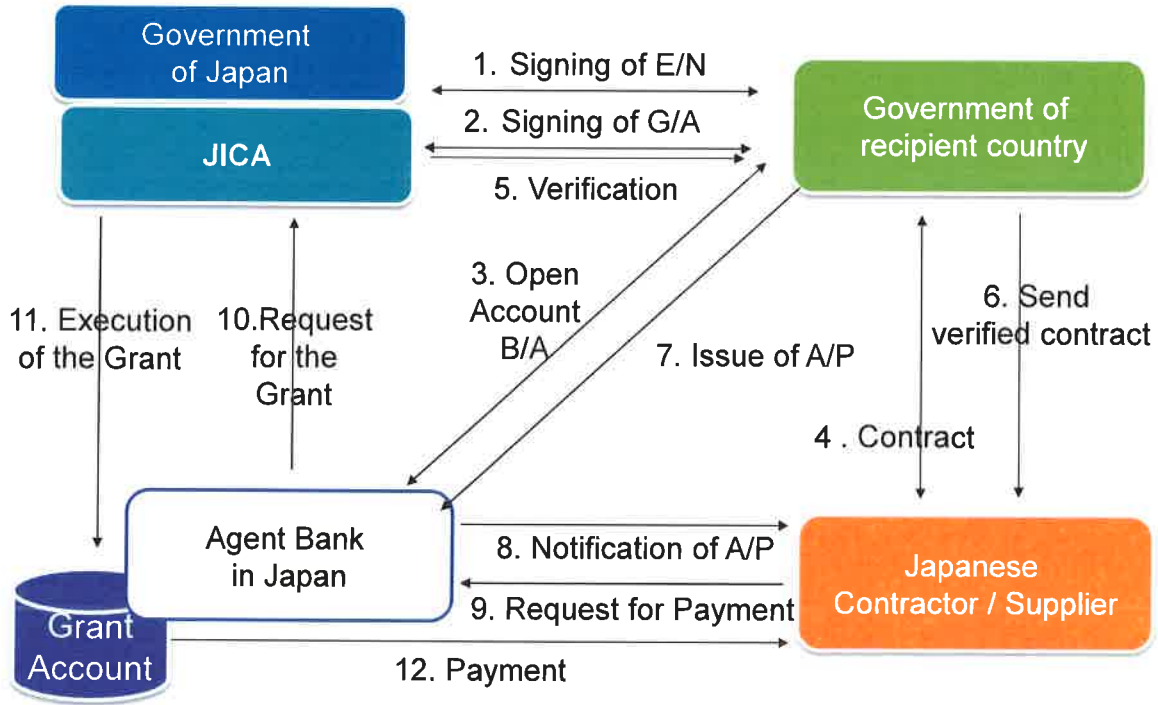 Government
of Japan
JICA
1. Signing of E/N
2. Signing of G/A
5. Verification
Government of
recipient country
3. Open
Account
B/A
7. Issue of A/P
6. Send
verified contract
4 . Contract
11. Execution
of the Grant
10.Request
for the
Grant
Agent Bank
in Japan
8. Notification of A/P
9. Request for Payment
Japanese
Contractor / Supplier
Grant
Account
12. Payment